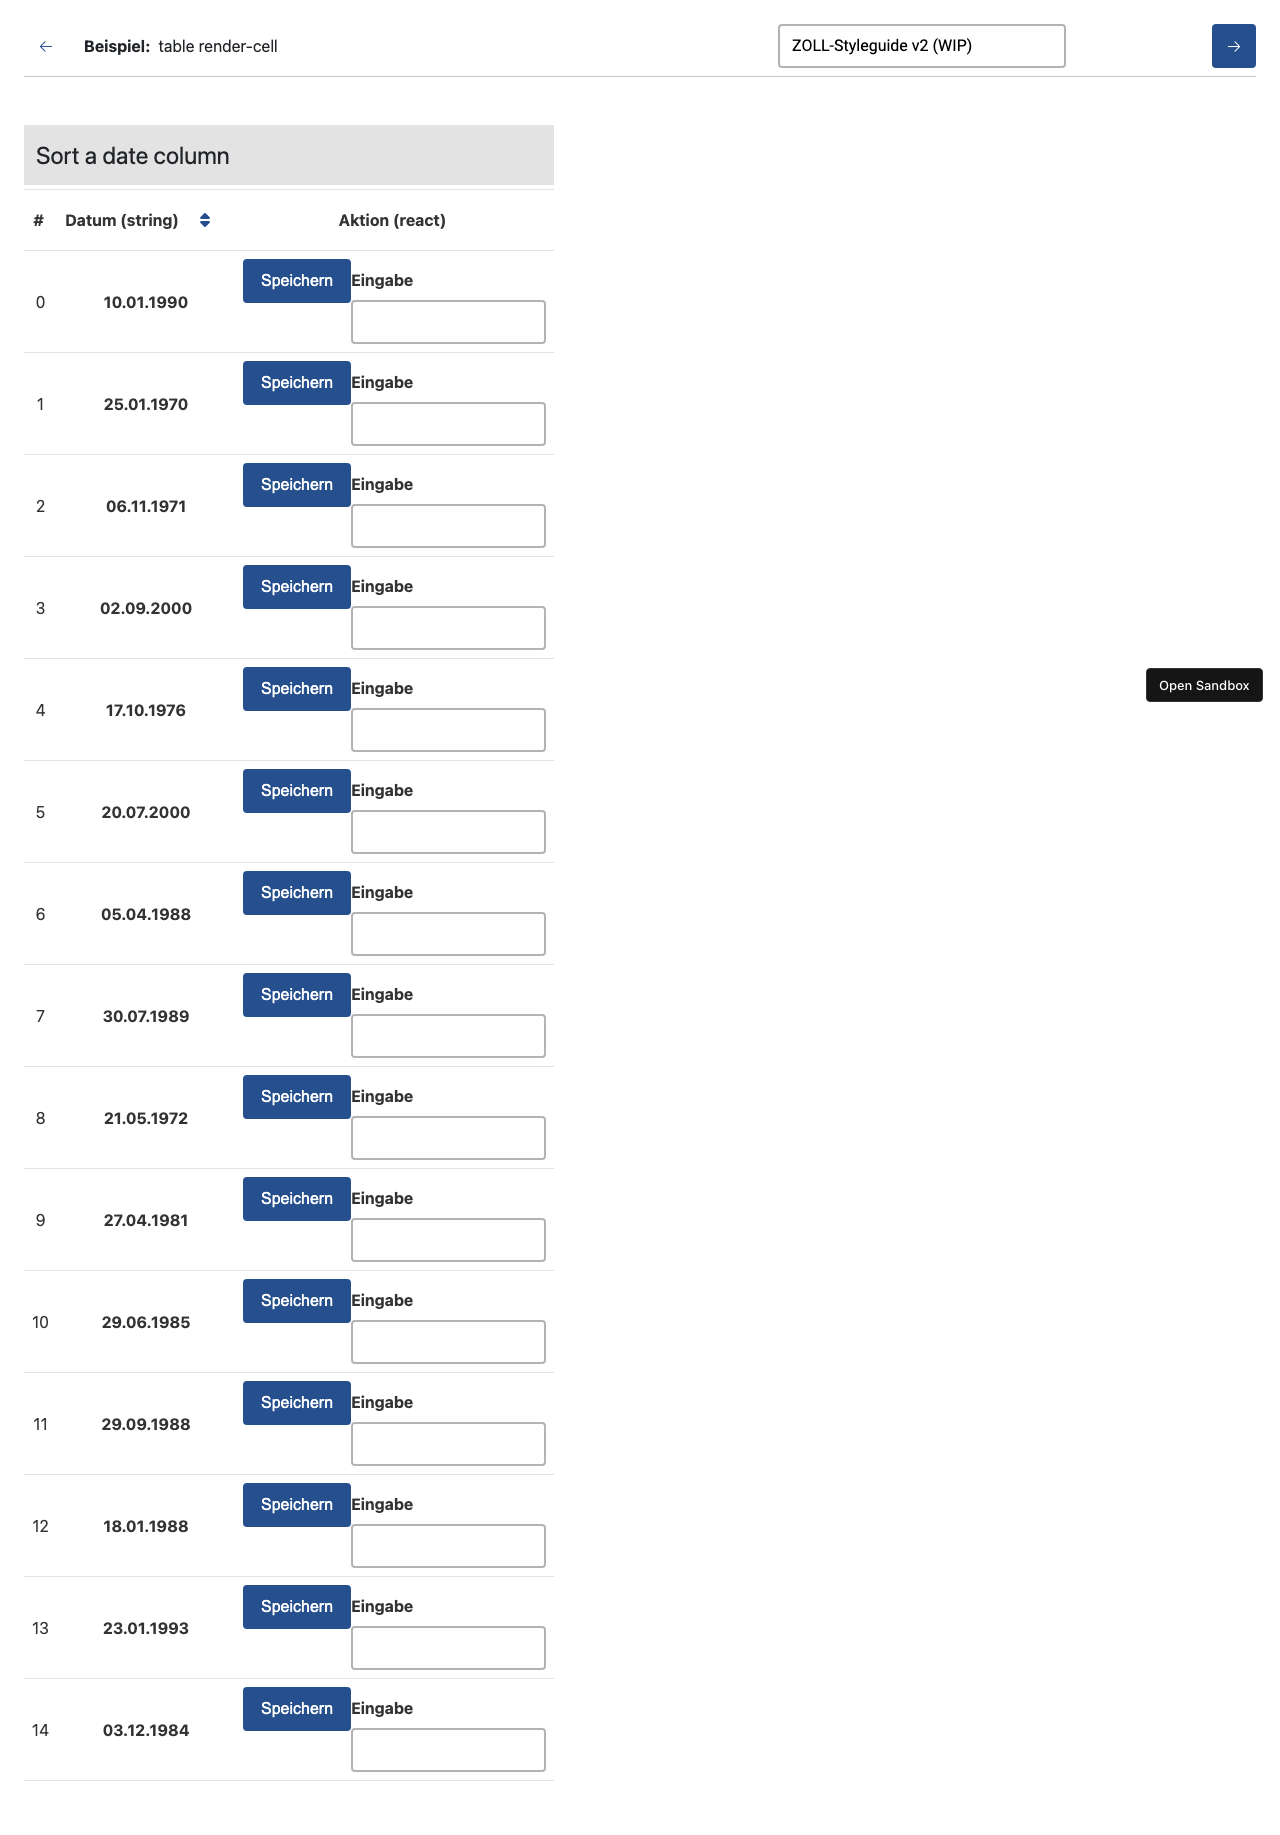 Beispiel: table render-cell
ZOLL-Styleguide v2 (WIP)
Sort a date column
# Datum (string) Aktion (react)
Speichern Eingabe
0 10.01.1990
Speichern Eingabe
1 25.01.1970
Speichern Eingabe
2 06.11.1971
Speichern Eingabe
3 02.09.2000
Speichern Eingabe
4 17.10.1976
Open Sandbox
Speichern Eingabe
5 20.07.2000
Speichern Eingabe
6 05.04.1988
Speichern Eingabe
7 30.07.1989
Speichern Eingabe
8 21.05.1972
Speichern Eingabe
9 27.04.1981
Speichern Eingabe
10 29.06.1985
Speichern Eingabe
11 29.09.1988
Speichern Eingabe
12 18.01.1988
Speichern Eingabe
13 23.01.1993
Speichern Eingabe
14 03.12.1984